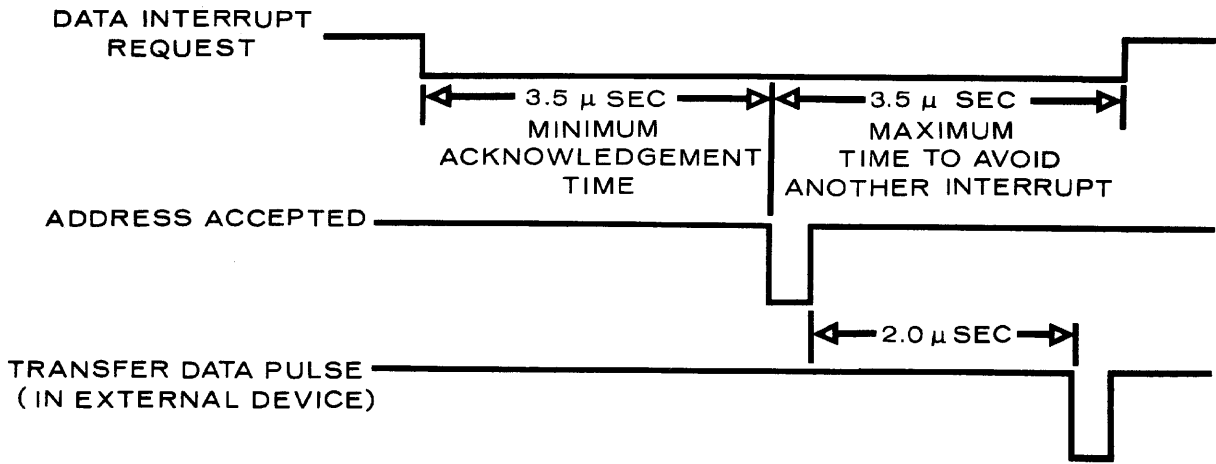 DATA INTERRUPT
REQUEST
3.5 μ SEC
MINIMUM
ACKNOWLEDGEMENT
TIME
3.5 μ SEC
MAXIMUM
TIME TO AVOID
ANOTHER INTERRUPT
ADDRESS ACCEPTED
2.0 μ SEC
TRANSFER DATA PULSE
(IN EXTERNAL DEVICE)